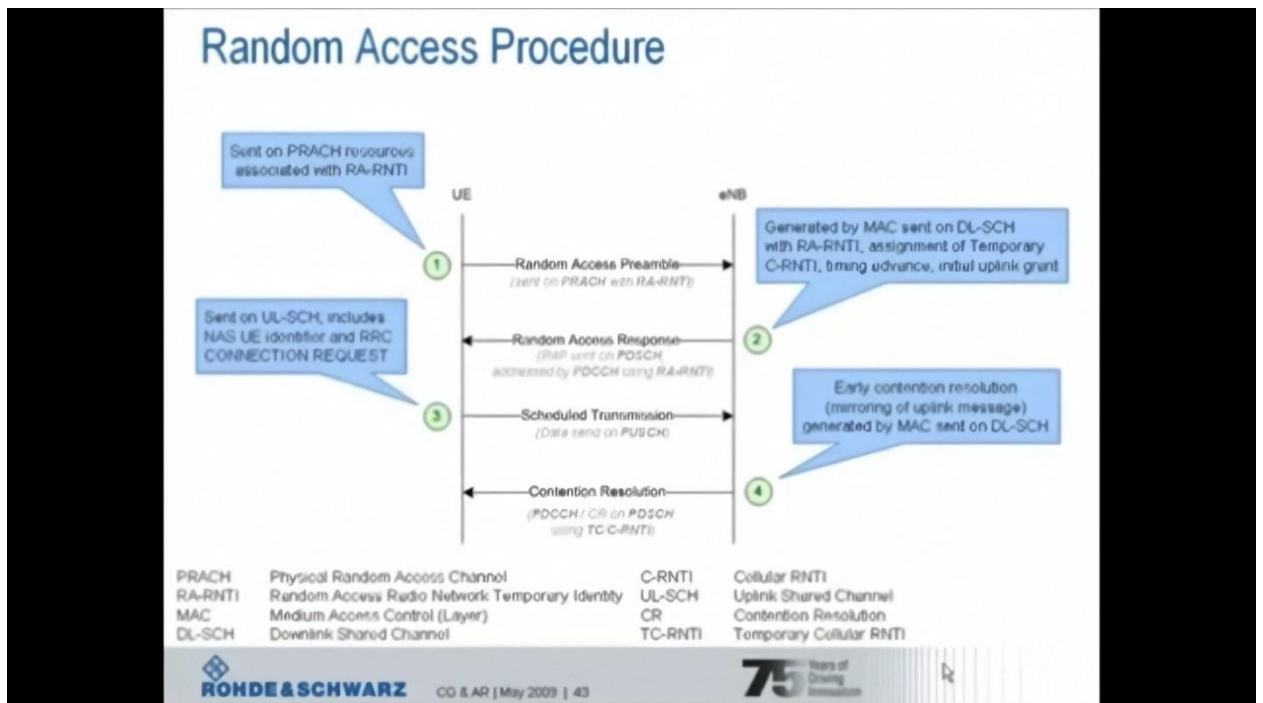 Random Access Procedure
Sent on PRACH resources
associated with RA-RNTI
UE
eNB
Generated by MAC sent on DL-SCH
with RA-RNTI, assignment of Temporary
C-RNTI, timing advance, initial uplink grant
1
Random Access Preamble
(sent on PRACH with RA-RNTI)
Sent on UL-SCH, includes
NAS UE identifier and RRC
CONNECTION REQUEST
Random Access Response
2
sent on PDSCH
addressed by PDCCH using RA-RNTI)
Early contention resolution
(mirroring of uplink message)
generated by MAC sent on DL-SCH
3
Scheduled Transmission
(Data send on PUSCH)
Contention Resolution
4
(PDCCH / CR on PDSCH
using TC/C-RNTI)
PRACH Physical Random Access Channel C-RNTI Cellular RNTI
RA-RNTI Random Access Radio Network Temporary Identity UL-SCH Uplink Shared Channel
MAC Medium Access Control (Layer) CR Contention Resolution
DL-SCH Downlink Shared Channel TC-RNTI Temporary Cellular RNTI
ROHDE&SCHWARZ
CG & AR | May 2009 | 43
75
Years of
Driving
Innovation